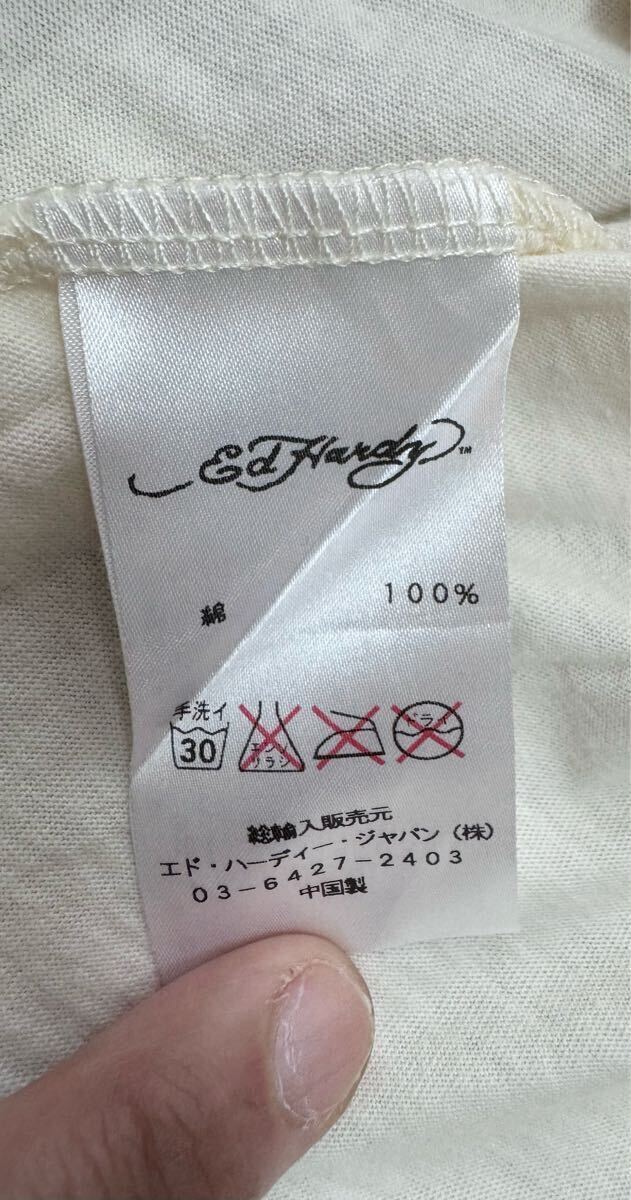 Ed Hardy™
綿 100%
手洗イ
30 エンソサラシ ドライ
総輸入販売元
エド・ハーディー・ジャパン(株)
03-6427-2403
中国製